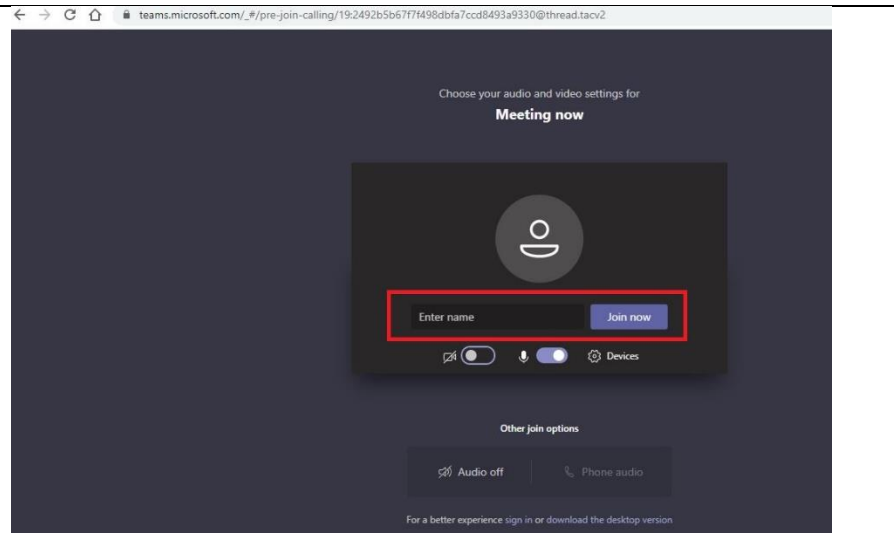 teams.microsoft.com/_#/pre-join-calling/19:2492b5b67f7f498dbfa7ccd8493a9330@thread.tacv2
Choose your audio and video settings for
Meeting now
Enter name
Join now
Devices
Other join options
Audio off
Phone audio
For a better experience sign in or download the desktop version